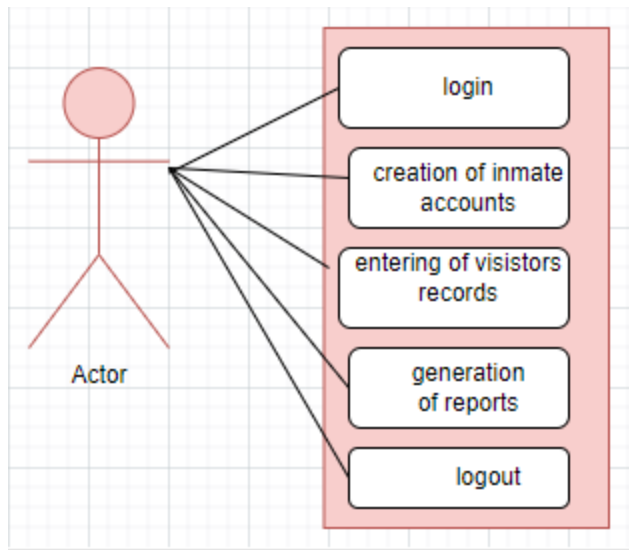 login
creation of inmate
accounts
entering of visistors
records
generation
of reports
logout
Actor